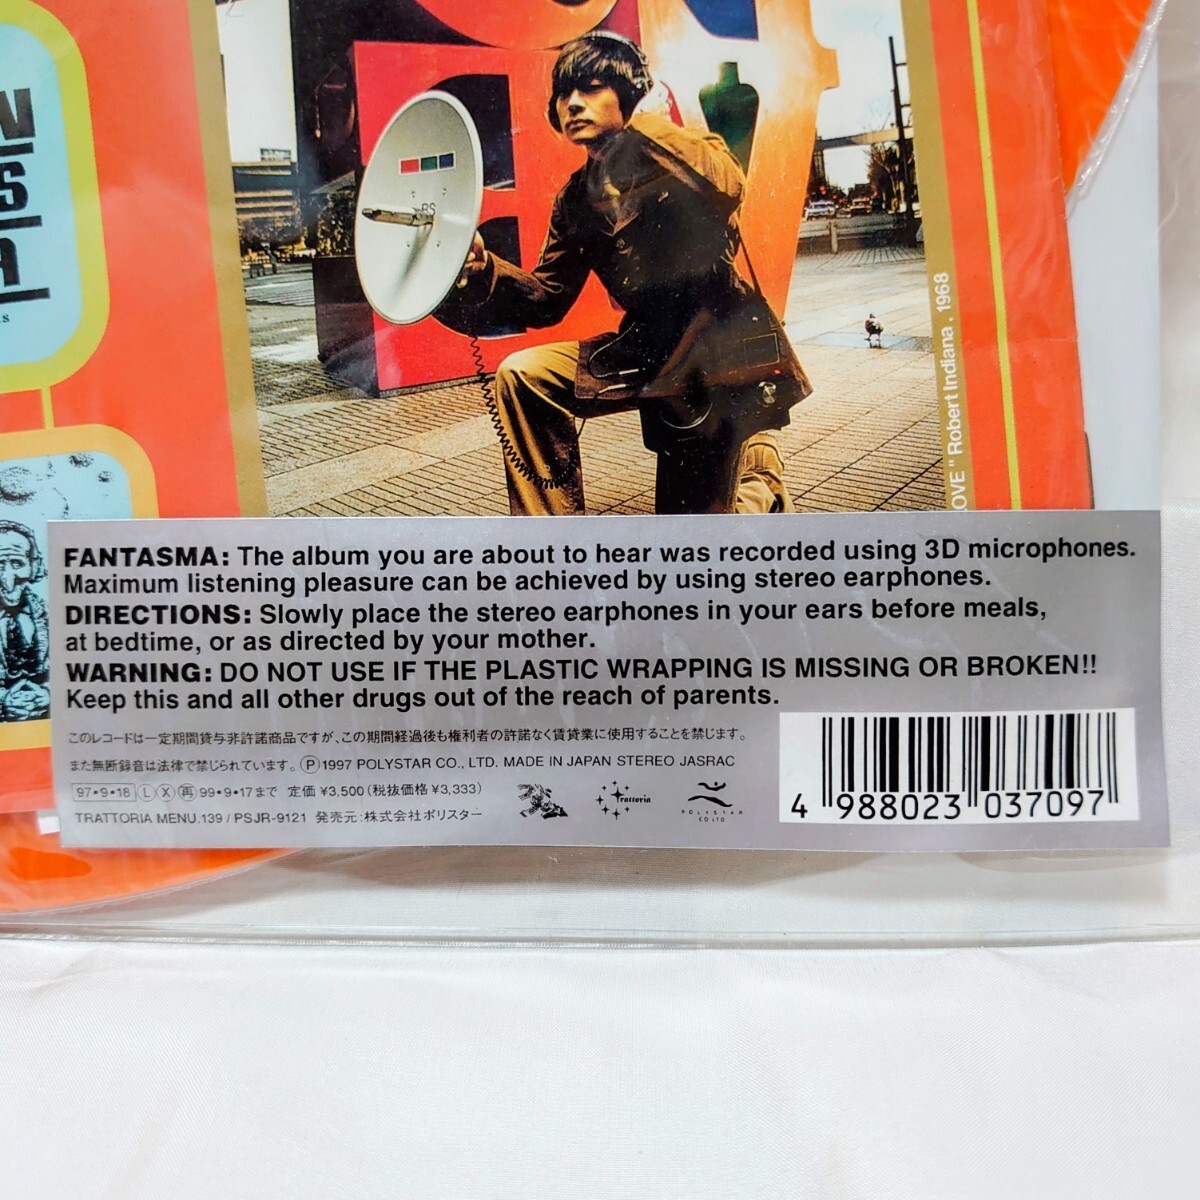 N
S
A
S
RS
LOVE" Robert Indiana . 1968
FANTASMA: The album you are about to hear was recorded using 3D microphones.
Maximum listening pleasure can be achieved by using stereo earphones.
DIRECTIONS: Slowly place the stereo earphones in your ears before meals,
at bedtime, or as directed by your mother.
WARNING: DO NOT USE IF THE PLASTIC WRAPPING IS MISSING OR BROKEN!!
Keep this and all other drugs out of the reach of parents.
このレコードは一定期間貸与非許諾商品ですが、この期間経過後も権利者の許諾なく賃貸業に使用することを禁じます。
また無断録音は法律で禁じられています。Ⓟ1997 POLYSTAR CO., LTD. MADE IN JAPAN STEREO JASRAC
97・9・18 Ⓛ Ⓧ ㊞99・9・17まで 定価 ¥3,500(税抜価格 ¥3,333)
TRATTORIA MENU.139 / PSJR-9121 発売元:株式会社ポリスター
Trattoria
POLYSTAR
CO LTD
4 988023 037097